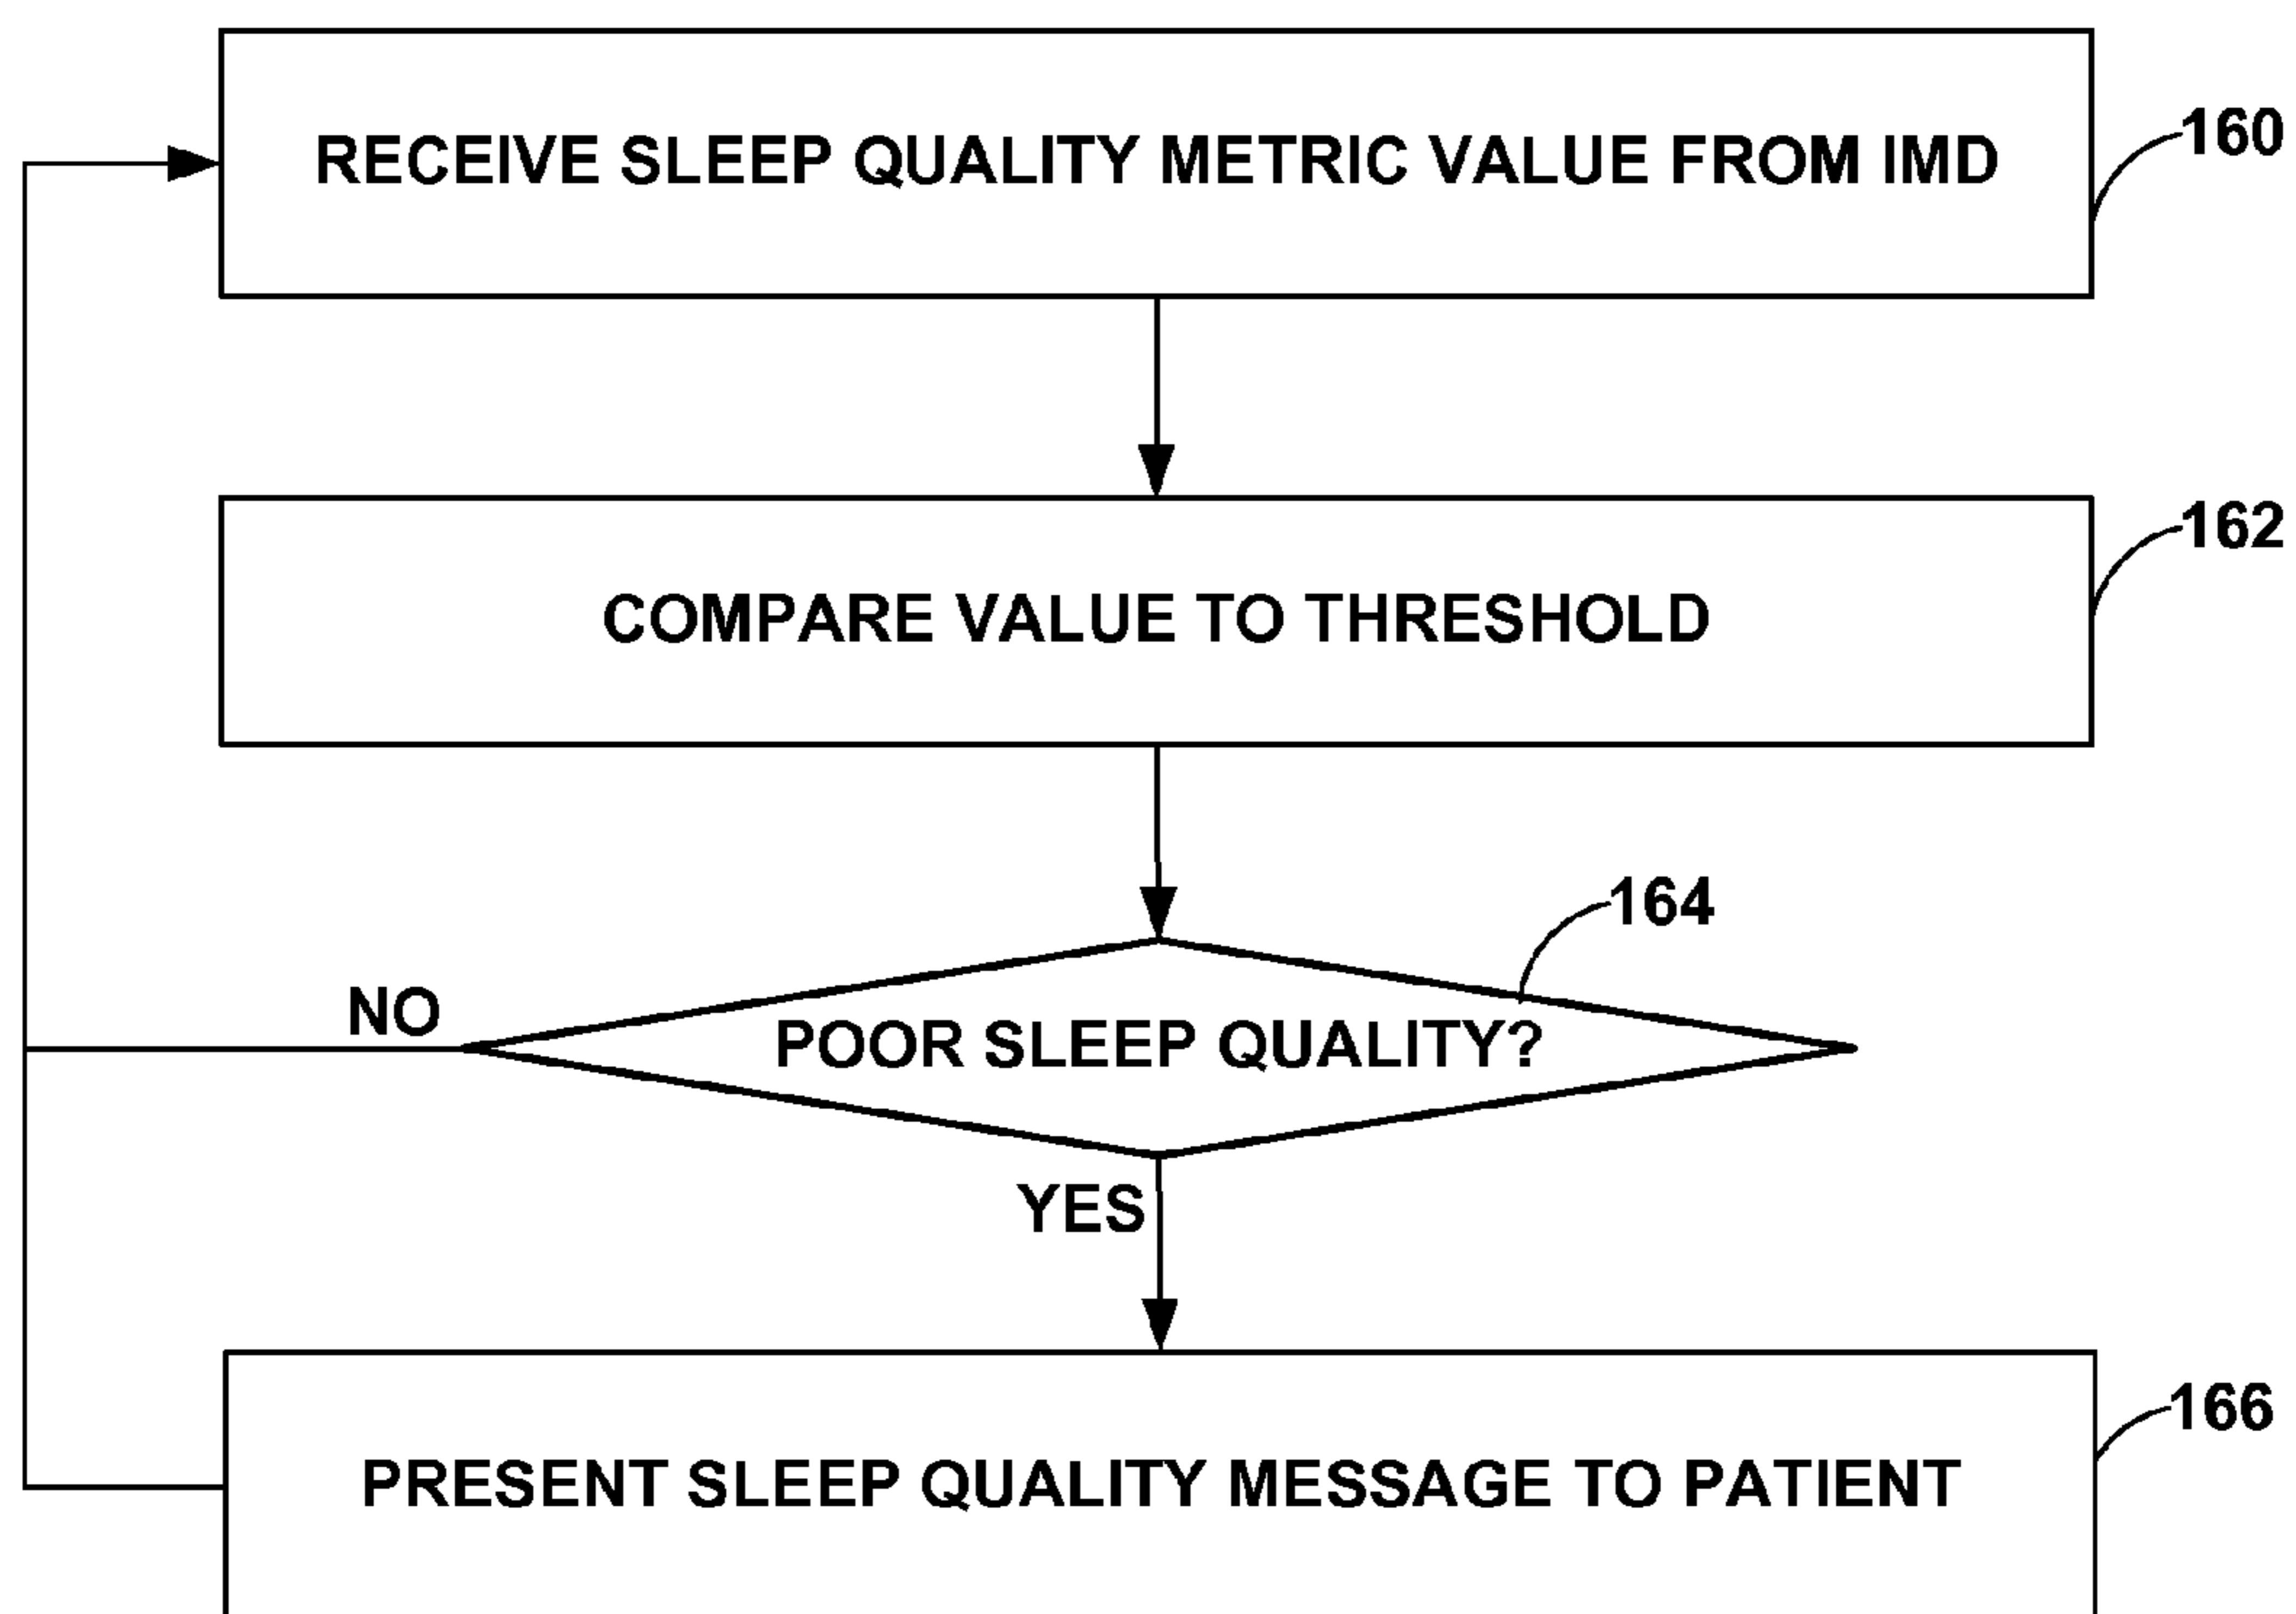 RECEIVE SLEEP QUALITY METRIC VALUE FROM IMD
160
COMPARE VALUE TO THRESHOLD
162
164
POOR SLEEP QUALITY?
NO
YES
PRESENT SLEEP QUALITY MESSAGE TO PATIENT
166